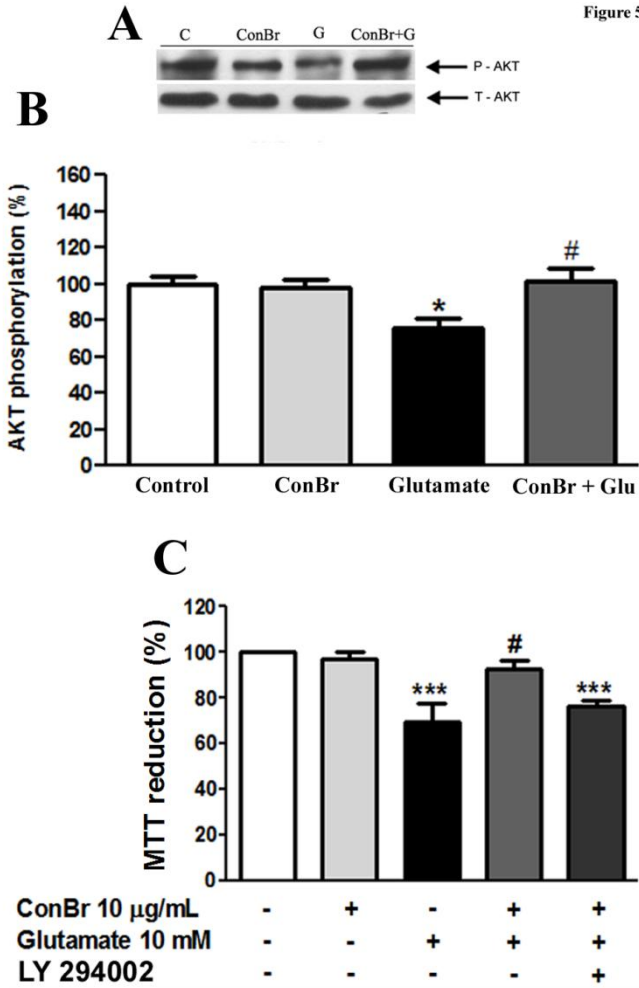 Figure 5
A
C ConBr G ConBr+G
P - AKT
T - AKT
B
AKT phosphorylation (%)
160
140
120
100
80
60
40
20
0
*
#
Control ConBr Glutamate ConBr + Glu
C
MTT reduction (%)
120
100
80
60
40
20
0
***
#
***
ConBr 10 µg/mL - + - + +
Glutamate 10 mM - - + + +
LY 294002 - - - - +